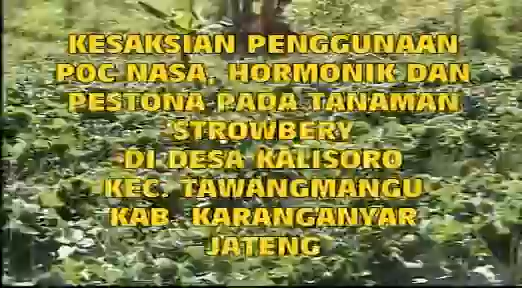 KESAKSIAN PENGGUNAAN
POC NASA, HORMONIK DAN
PESTONA PADA TANAMAN
STROWBERY
DI DESA KALISORO
KEC. TAWANGMANGU
KAB. KARANGANYAR
JATENG